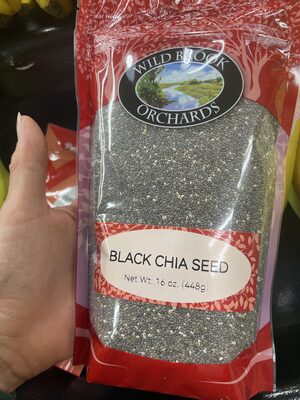 WILD BROOK
ORCHARDS
BLACK CHIA SEED
Net Wt. 16 oz. (448g